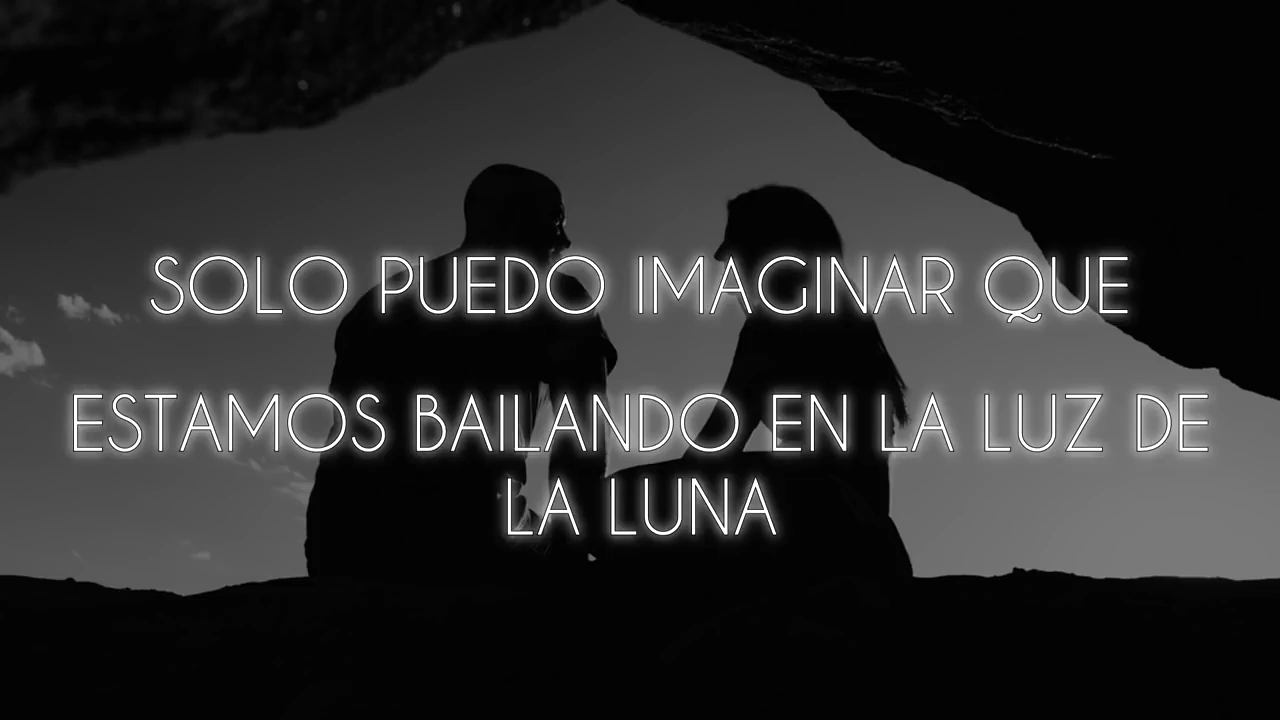 SOLO PUEDO IMAGINAR QUE
ESTAMOS BAILANDO EN LA LUZ DE
LA LUNA